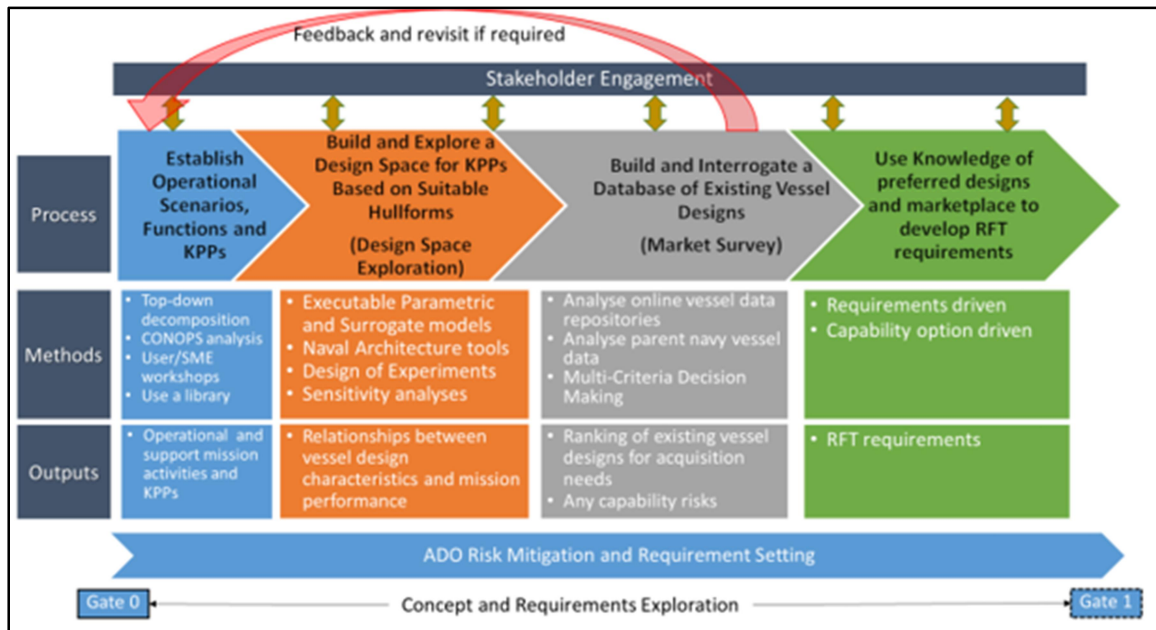 Feedback and revisit if required
Stakeholder Engagement
Process
Establish
Operational
Scenarios,
Functions and
KPPs
Build and Explore a
Design Space for KPPs
Based on Suitable
Hullforms
(Design Space
Exploration)
Build and Interrogate a
Database of Existing Vessel
Designs
(Market Survey)
Use Knowledge of
preferred designs
and marketplace to
develop RFT
requirements
Methods
• Top-down
decomposition
• CONOPS analysis
• User/SME
workshops
• Use a library
• Executable Parametric
and Surrogate models
• Naval Architecture tools
• Design of Experiments
• Sensitivity analyses
• Analyse online vessel data
repositories
• Analyse parent navy vessel
data
• Multi-Criteria Decision
Making
• Requirements driven
• Capability option driven
Outputs
• Operational and
support mission
activities and
KPPs
• Relationships between
vessel design
characteristics and mission
performance
• Ranking of existing vessel
designs for acquisition
needs
• Any capability risks
• RFT requirements
ADO Risk Mitigation and Requirement Setting
Gate 0
Concept and Requirements Exploration
Gate 1